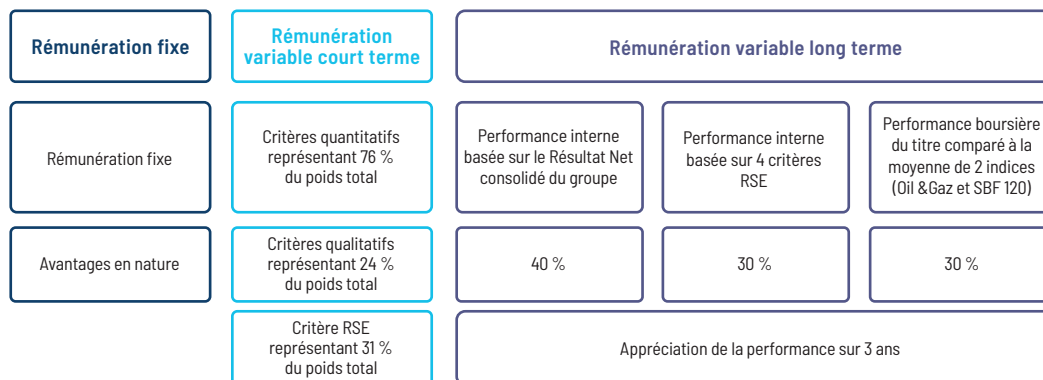 Rémunération fixe
Rémunération
variable court terme
Rémunération variable long terme
Rémunération fixe
Critères quantitatifs
représentant 76 %
du poids total
Performance interne
basée sur le Résultat Net
consolidé du groupe
Performance interne
basée sur 4 critères
RSE
Performance boursière
du titre comparé à la
moyenne de 2 indices
(Oil &Gaz et SBF 120)
Avantages en nature
Critères qualitatifs
représentant 24 %
du poids total
40 %
30 %
30 %
Critère RSE
représentant 31 %
du poids total
Appréciation de la performance sur 3 ans